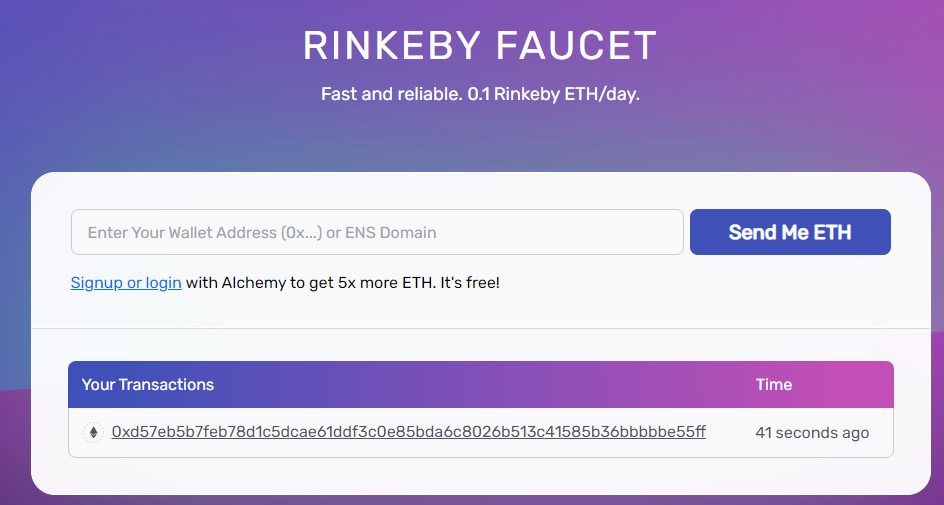 RINKEBY FAUCET
Fast and reliable. 0.1 Rinkeby ETH/day.
Enter Your Wallet Address (0x...) or ENS Domain
Send Me ETH
Signup or login with Alchemy to get 5x more ETH. It's free!
Your Transactions Time
0xd57eb5b7feb78d1c5dcae61ddf3c0e85bda6c8026b513c41585b36bbbbbe55ff 41 seconds ago